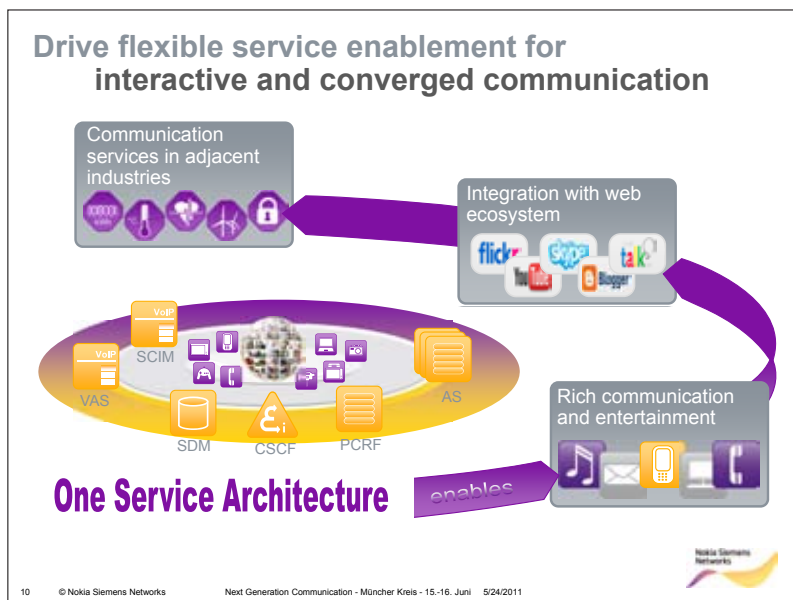 Drive flexible service enablement for
interactive and converged communication
Communication
services in adjacent
industries
Integration with web
ecosystem
flickr
skype
talk
YouTube
Blogger
VoIP
SCIM
VoIP
VAS
SDM
CSCF
PCRF
AS
Rich communication
and entertainment
One Service Architecture
enables
Nokia Siemens
Networks
10 © Nokia Siemens Networks Next Generation Communication - Müncher Kreis - 15.-16. Juni 5/24/2011